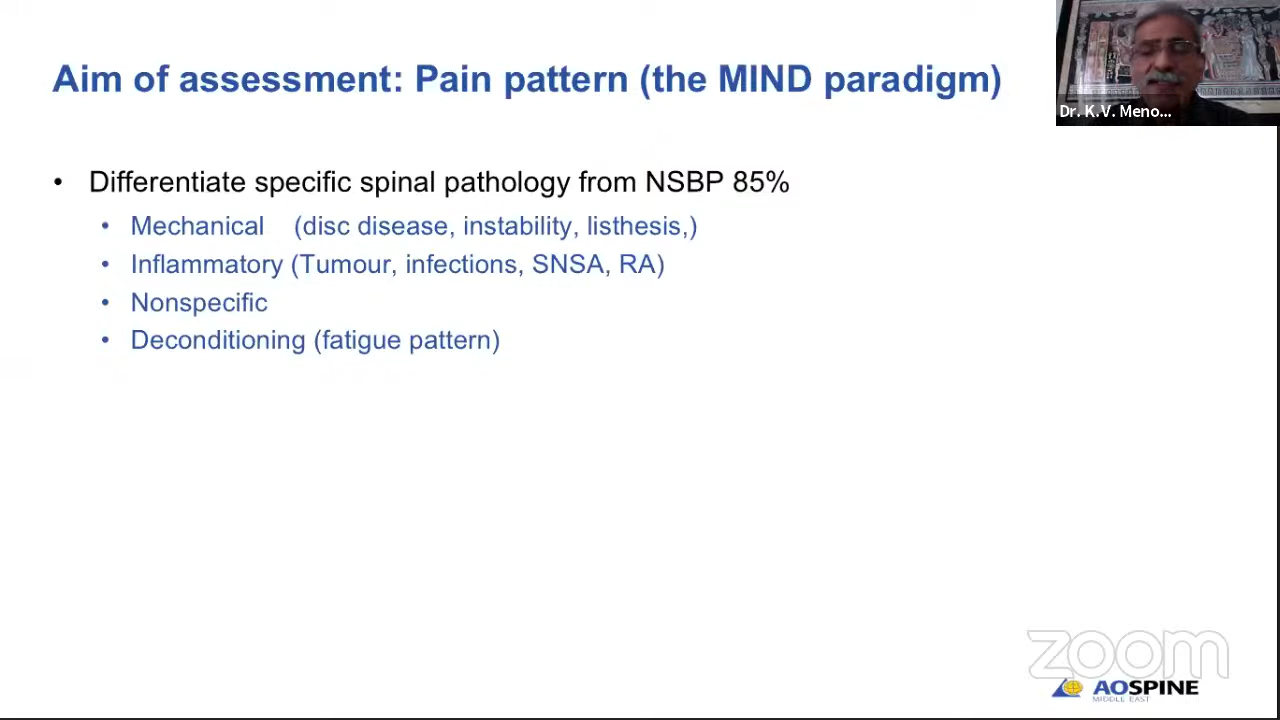 Aim of assessment: Pain pattern (the MIND paradigm)
Dr. K.V. Meno...
• Differentiate specific spinal pathology from NSBP 85%
• Mechanical (disc disease, instability, listhesis,)
• Inflammatory (Tumour, infections, SNSA, RA)
• Nonspecific
• Deconditioning (fatigue pattern)
zoom
AOSPINE
MIDDLE EAST